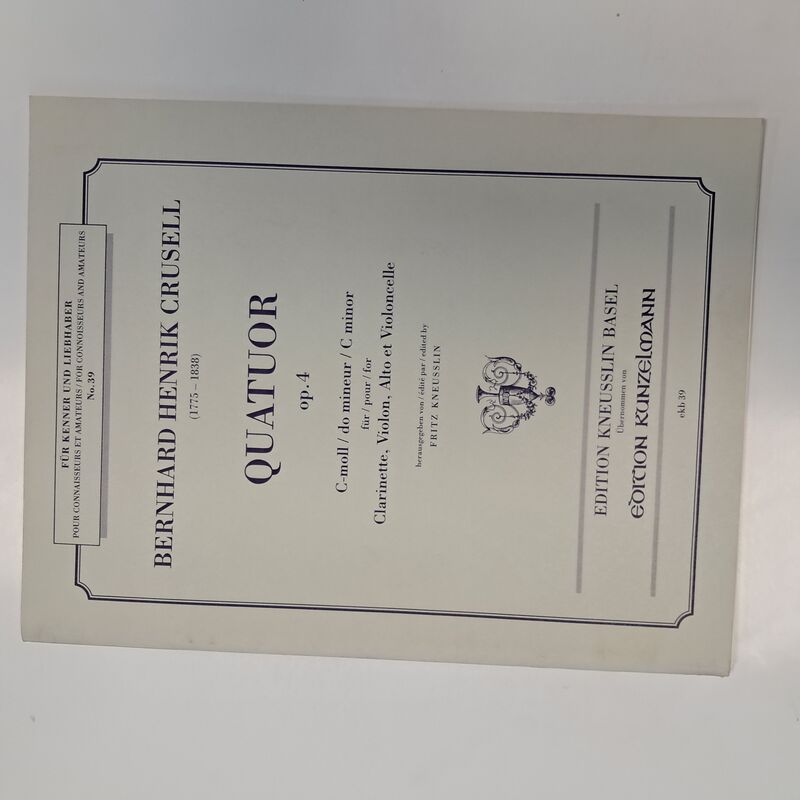 FÜR KENNER UND LIEBHABER
POUR CONNAISSEURS ET AMATEURS / FOR CONNOISSEURS AND AMATEURS
No. 39
BERNHARD HENRIK CRUSELL
(1775 – 1838)
QUATUOR
op. 4
C-moll / do mineur / C minor
für / pour / for
Clarinette, Violon, Alto et Violoncelle
herausgegeben von / édité par / edited by
FRITZ KNEUSSLIN
EDITION KNEUSSLIN BASEL
Übernommen von
EDITION KUNZELMANN
ekb 39